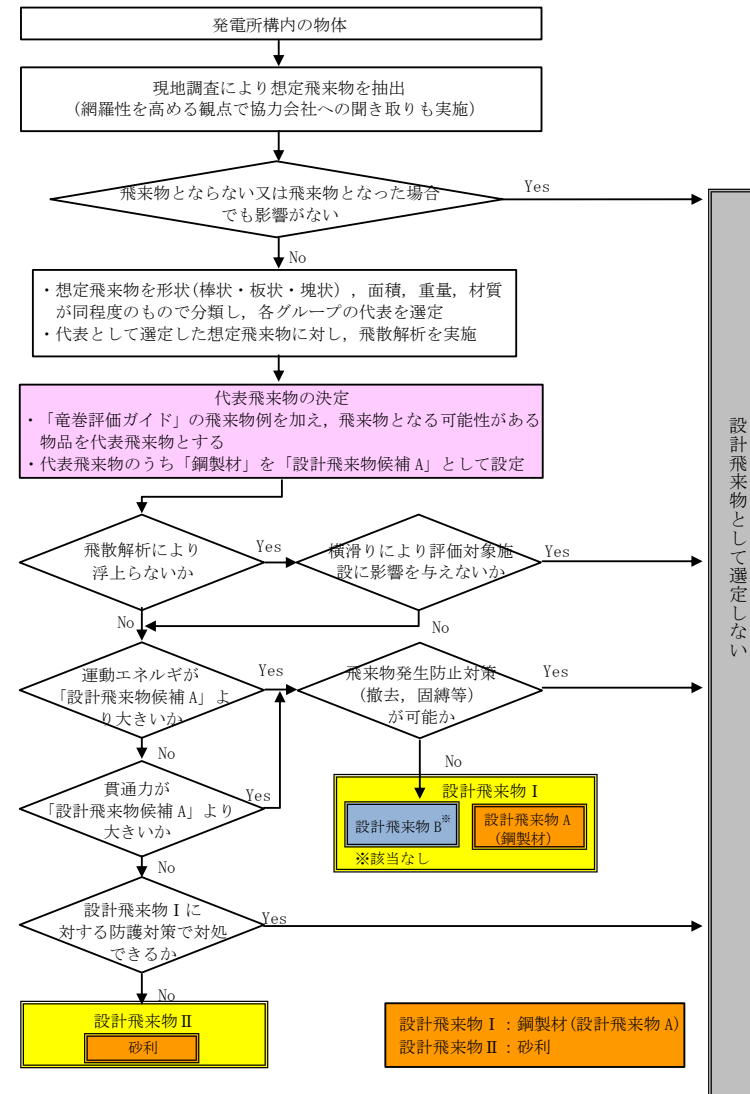 発電所構内の物体
現地調査により想定飛来物を抽出
(網羅性を高める観点で協力会社への聞き取りも実施)
飛来物とならない又は飛来物となった場合
でも影響がない
Yes
No
・想定飛来物を形状(棒状・板状・塊状)，面積，重量，材質
が同程度のもので分類し，各グループの代表を選定
・代表として選定した想定飛来物に対し，飛散解析を実施
代表飛来物の決定
・「竜巻評価ガイド」の飛来物例を加え，飛来物となる可能性がある
物品を代表飛来物とする
・代表飛来物のうち「鋼製材」を「設計飛来物候補 A」として設定
飛散解析により
浮上らないか
Yes
No
横滑りにより評価対象施
設に影響を与えないか
Yes
No
運動エネルギが
「設計飛来物候補 A」よ
り大きいか
Yes
No
飛来物発生防止対策
(撤去，固縛等)
が可能か
Yes
No
貫通力が
「設計飛来物候補 A」より
大きいか
Yes
No
設計飛来物Ⅰ
設計飛来物 B※
設計飛来物 A
(鋼製材)
※該当なし
設計飛来物Ⅰに
対する防護対策で対処
できるか
Yes
No
設計飛来物Ⅱ
砂利
設計飛来物Ⅰ：鋼製材(設計飛来物 A)
設計飛来物Ⅱ：砂利
設計飛来物として選定しない